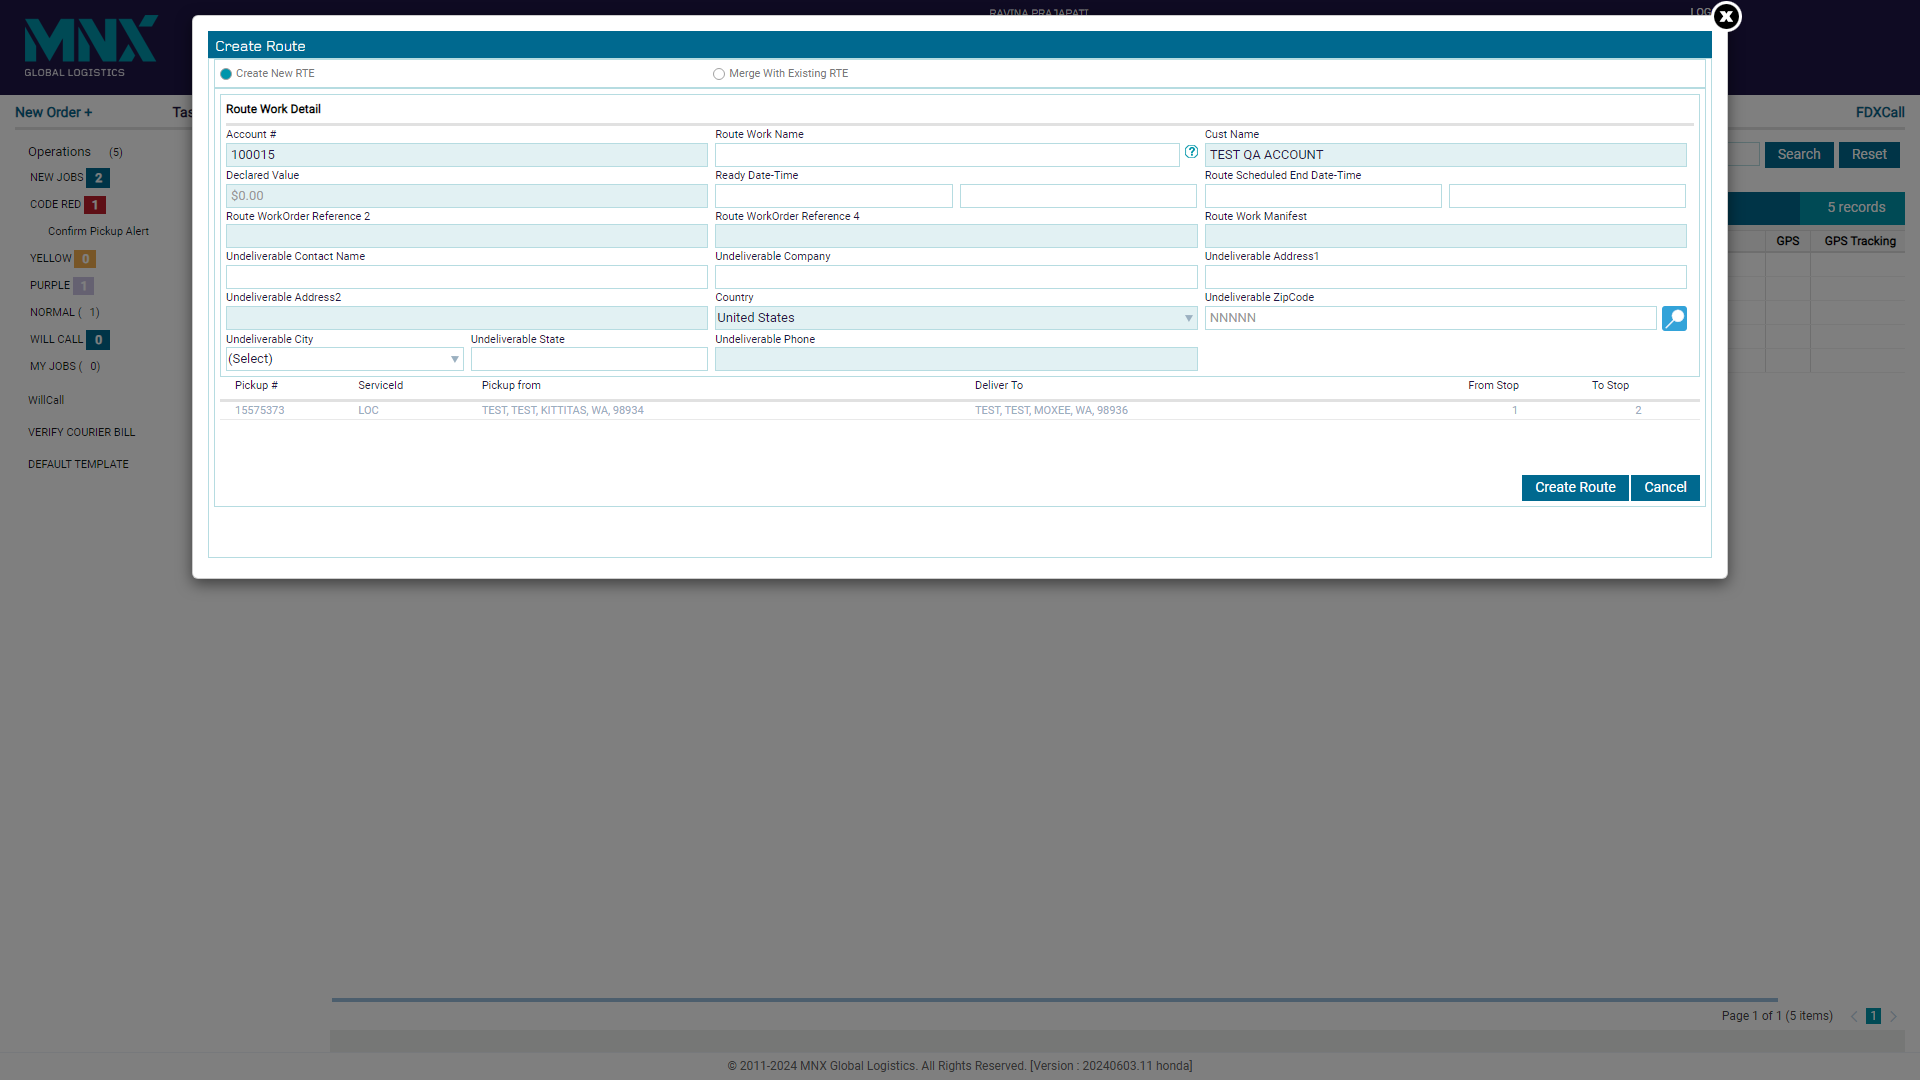 RAVINA PRAJAPATI
LOG
MNX
GLOBAL LOGISTICS
Create Route
Create New RTE
Merge With Existing RTE
New Order +
Tas
FDXCall
Route Work Detail
Account #
Route Work Name
Cust Name
100015
?
TEST QA ACCOUNT
Search
Reset
Operations (5)
NEW JOBS 2
CODE RED 1
Confirm Pickup Alert
YELLOW 0
PURPLE 1
NORMAL ( 1)
WILL CALL 0
MY JOBS ( 0)
WillCall
VERIFY COURIER BILL
DEFAULT TEMPLATE
Declared Value
Ready Date-Time
Route Scheduled End Date-Time
$0.00
5 records
Route WorkOrder Reference 2
Route WorkOrder Reference 4
Route Work Manifest
GPS
GPS Tracking
Undeliverable Contact Name
Undeliverable Company
Undeliverable Address1
Undeliverable Address2
Country
Undeliverable ZipCode
United States
NNNNN
Undeliverable City
Undeliverable State
Undeliverable Phone
(Select)
Pickup # ServiceId Pickup from Deliver To From Stop To Stop
15575373 LOC TEST, TEST, KITTITAS, WA, 98934 TEST, TEST, MOXEE, WA, 98936 1 2
Create Route
Cancel
Page 1 of 1 (5 items) 1
© 2011-2024 MNX Global Logistics. All Rights Reserved. [Version : 20240603.11 honda]